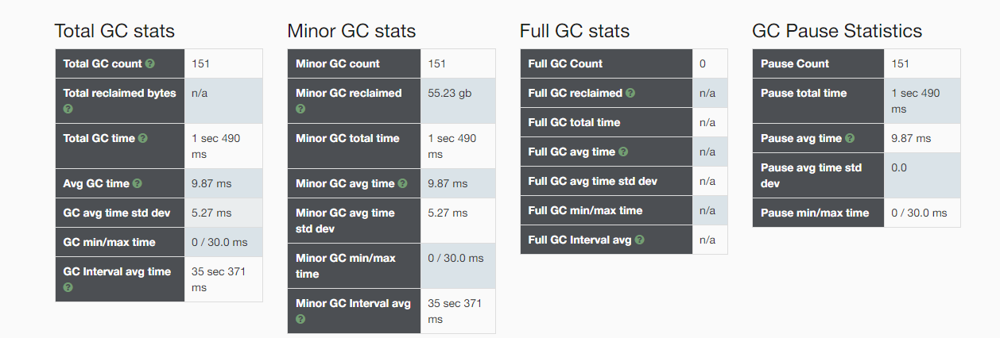 Total GC stats
Total GC count ? 151
Total reclaimed bytes ? n/a
Total GC time ? 1 sec 490
ms
Avg GC time ? 9.87 ms
GC avg time std dev 5.27 ms
GC min/max time 0 / 30.0 ms
GC Interval avg time ? 35 sec 371
ms
Minor GC stats
Minor GC count 151
Minor GC reclaimed ? 55.23 gb
Minor GC total time 1 sec 490
ms
Minor GC avg time ? 9.87 ms
Minor GC avg time 5.27 ms
std dev
Minor GC min/max 0 / 30.0 ms
time
Minor GC Interval avg ? 35 sec 371
ms
Full GC stats
Full GC Count 0
Full GC reclaimed ? n/a
Full GC total time n/a
Full GC avg time ? n/a
Full GC avg time std dev n/a
Full GC min/max time n/a
Full GC Interval avg ? n/a
GC Pause Statistics
Pause Count 151
Pause total time 1 sec 490
ms
Pause avg time ? 9.87 ms
Pause avg time std 0.0
dev
Pause min/max time 0 / 30.0 ms